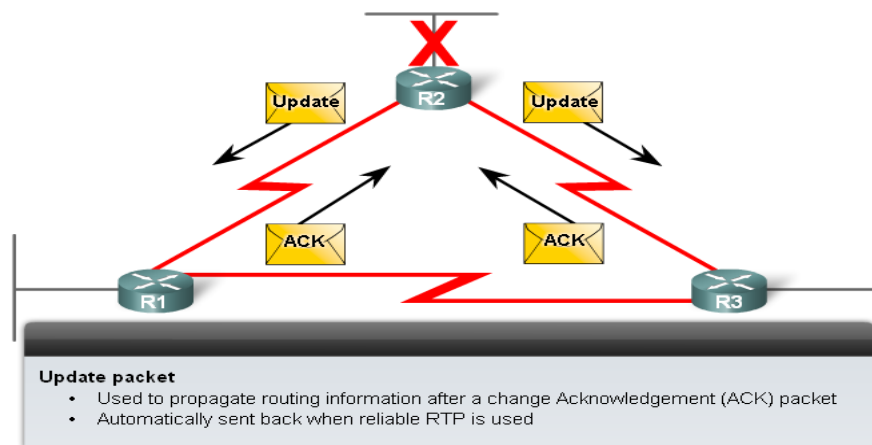 R2
Update
Update
ACK
ACK
R1
R3
Update packet
• Used to propagate routing information after a change Acknowledgement (ACK) packet
• Automatically sent back when reliable RTP is used